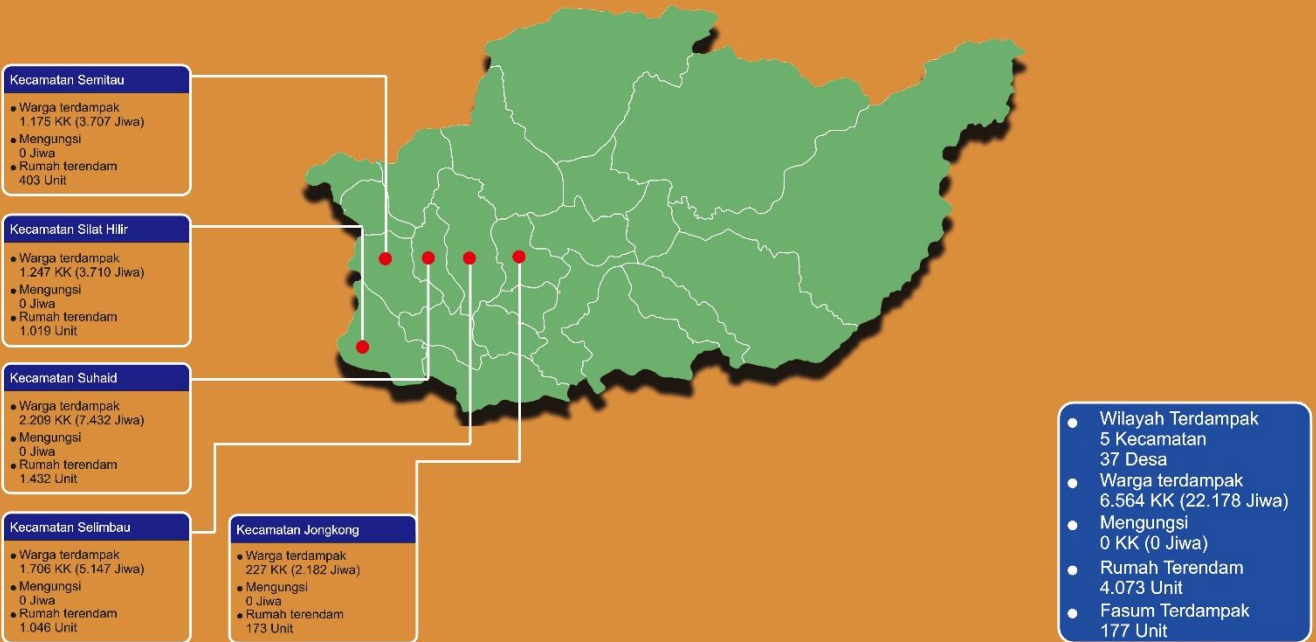 Kecamatan Semitau
• Warga terdampak
1.175 KK (3.707 Jiwa)
• Mengungsi
0 Jiwa
• Rumah terendam
403 Unit
Kecamatan Silat Hilir
• Warga terdampak
1.247 KK (3.710 Jiwa)
• Mengungsi
0 Jiwa
• Rumah terendam
1.019 Unit
Kecamatan Suhaid
• Warga terdampak
2.209 KK (7.432 Jiwa)
• Mengungsi
0 Jiwa
• Rumah terendam
1.432 Unit
Kecamatan Selimbau
• Warga terdampak
1.706 KK (5.147 Jiwa)
• Mengungsi
0 Jiwa
• Rumah terendam
1.046 Unit
Kecamatan Jongkong
• Warga terdampak
227 KK (2.182 Jiwa)
• Mengungsi
0 Jiwa
• Rumah terendam
173 Unit
• Wilayah Terdampak
5 Kecamatan
37 Desa
• Warga terdampak
6.564 KK (22.178 Jiwa)
• Mengungsi
0 KK (0 Jiwa)
• Rumah Terendam
4.073 Unit
• Fasum Terdampak
177 Unit